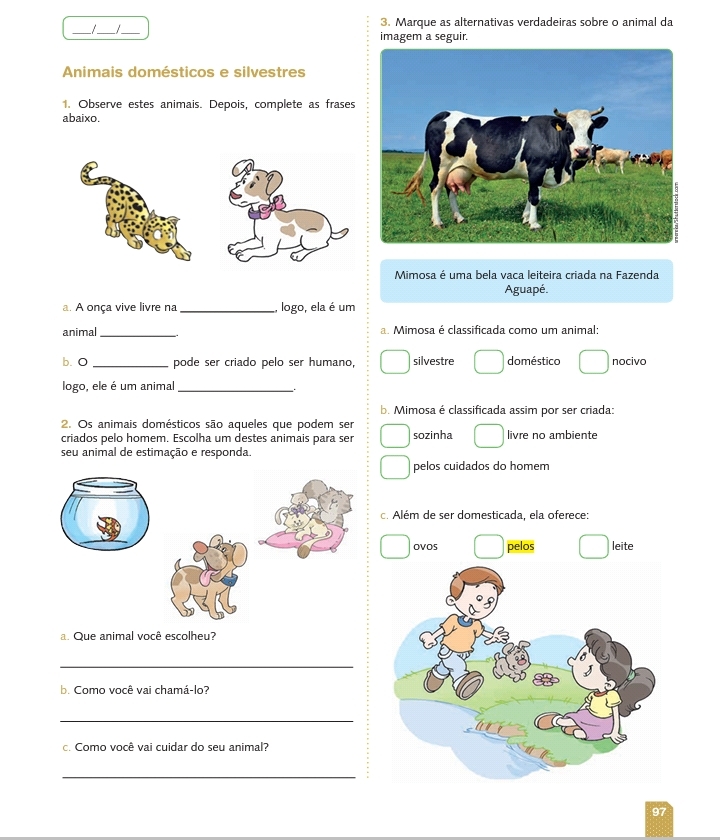 ___/___/___
Animais domésticos e silvestres
1. Observe estes animais. Depois, complete as frases
abaixo.
a. A onça vive livre na _______________, logo, ela é um
animal ____________.
b. O ____________ pode ser criado pelo ser humano,
logo, ele é um animal __________________.
2. Os animais domésticos são aqueles que podem ser
criados pelo homem. Escolha um destes animais para ser
seu animal de estimação e responda.
a. Que animal você escolheu?
b. Como você vai chamá-lo?
c. Como você vai cuidar do seu animal?
3. Marque as alternativas verdadeiras sobre o animal da
imagem a seguir.
Mimosa é uma bela vaca leiteira criada na Fazenda
Aguapé.
a. Mimosa é classificada como um animal:
silvestre doméstico nocivo
b. Mimosa é classificada assim por ser criada:
sozinha livre no ambiente
pelos cuidados do homem
c. Além de ser domesticada, ela oferece:
ovos pelos leite
97